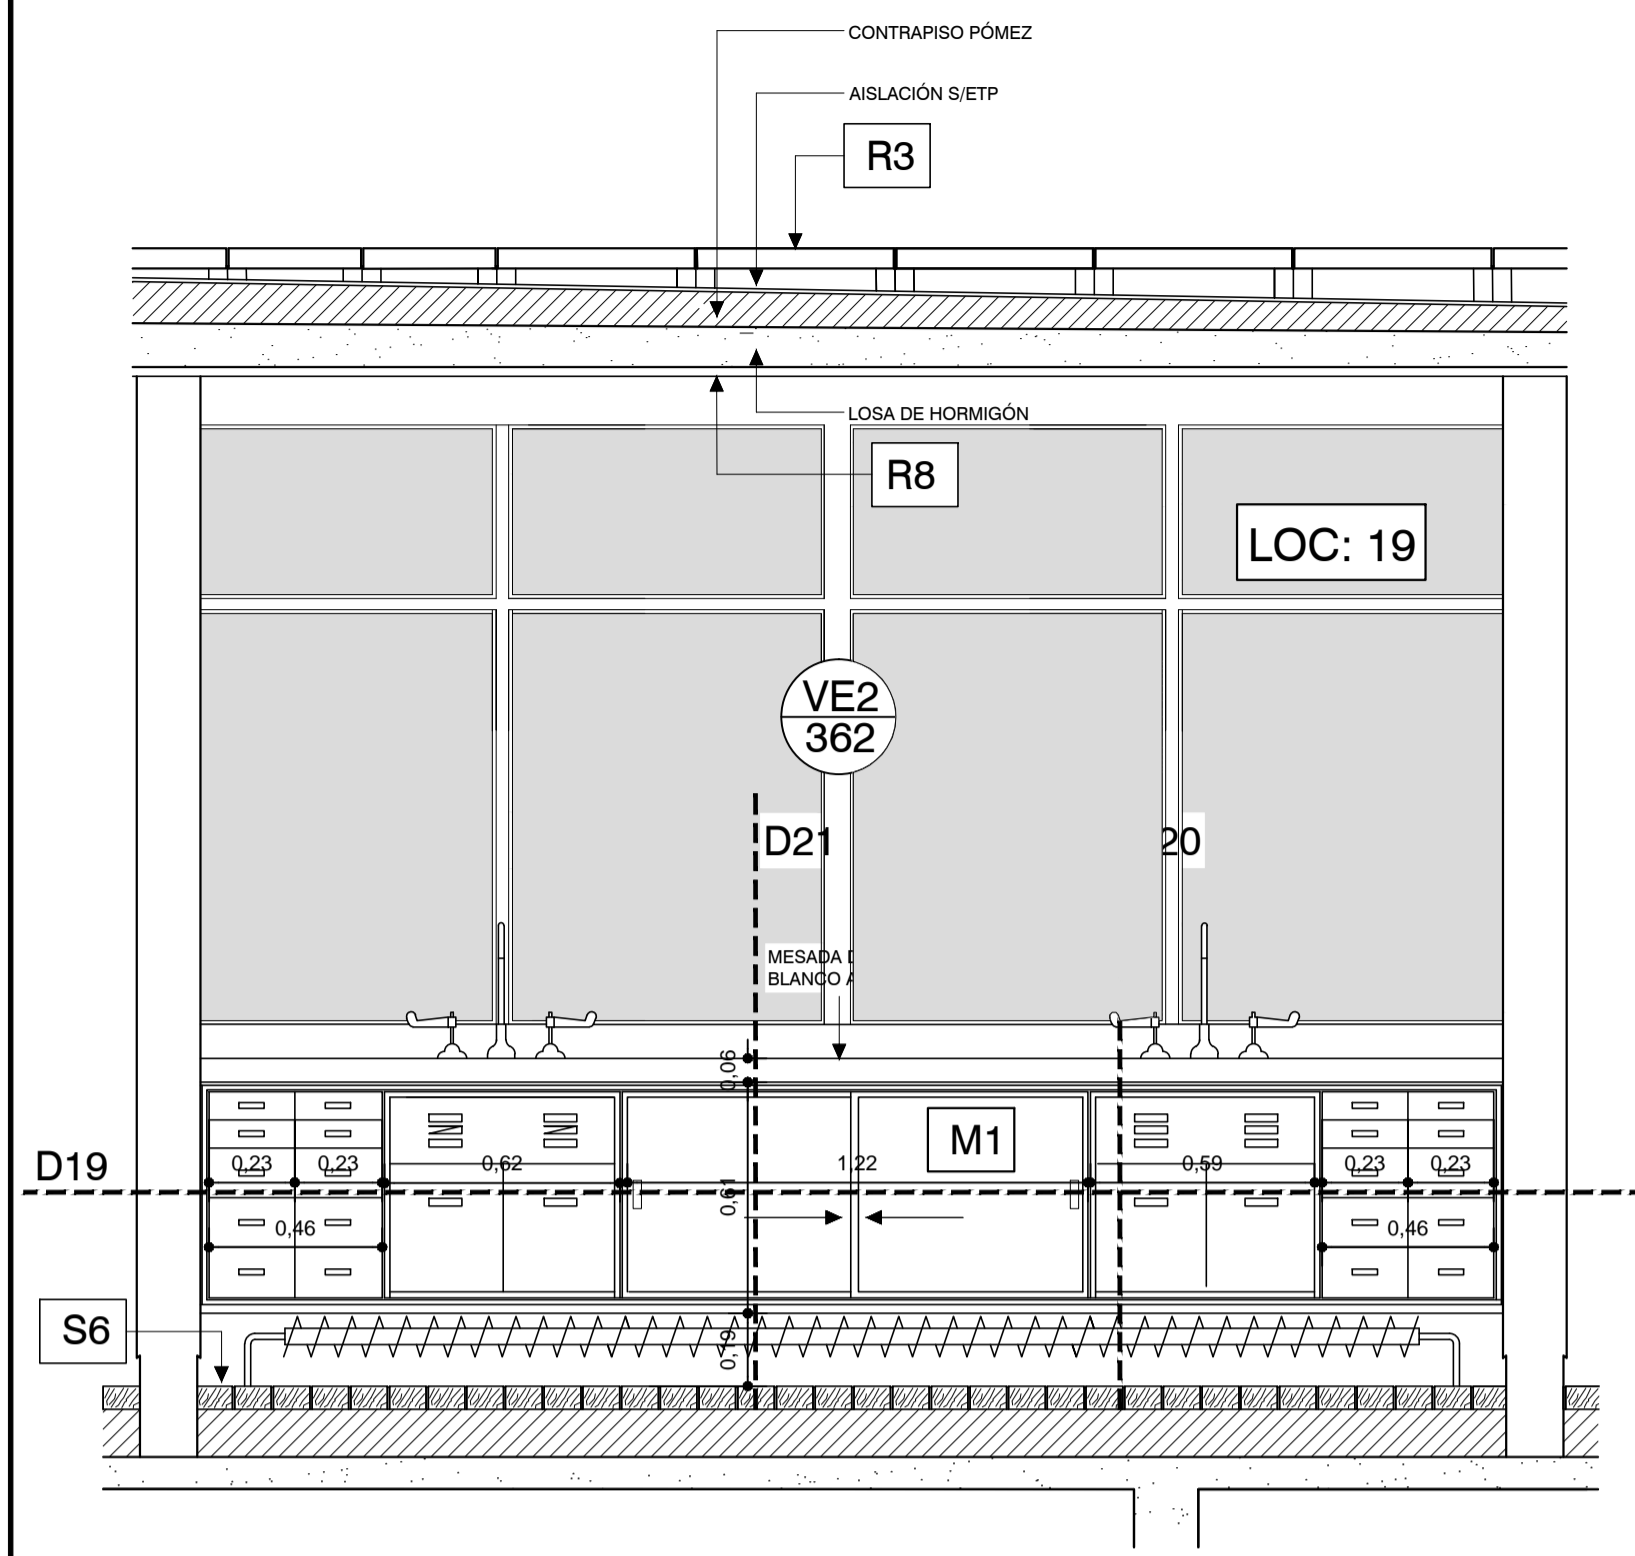 CONTRAPISO PÓMEZ
AISLACIÓN S/ETP
R3
LOSA DE HORMIGÓN
R8
LOC: 19
VE2
362
D21
20
MESADA
BLANCO
0,06
M1
D19
0,23
0,23
0,62
1,22
0,59
0,23
0,23
0,61
0,46
0,46
S6
0,19